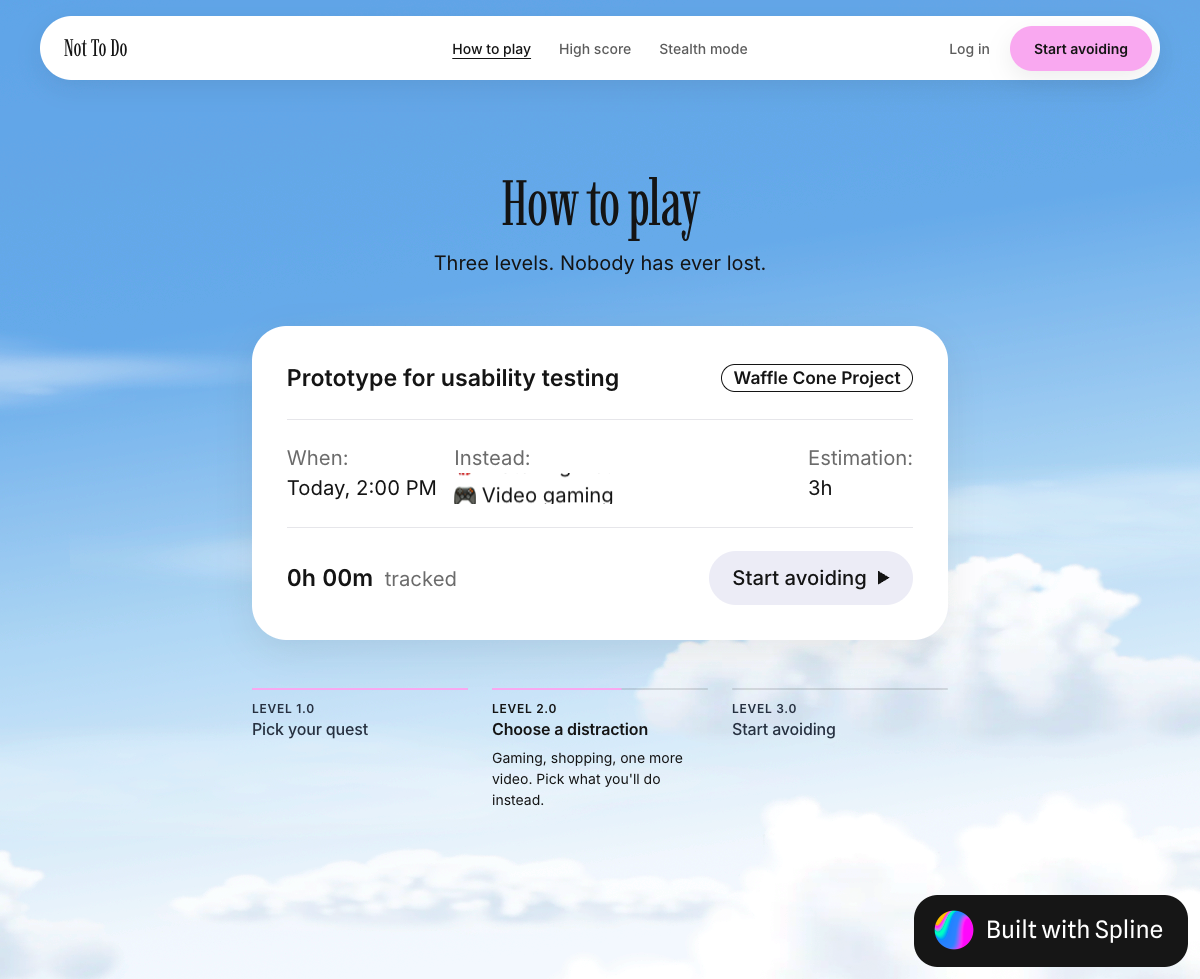 Not To Do
How to play
High score
Stealth mode
Log in
Start avoiding
How to play
Three levels. Nobody has ever lost.
Prototype for usability testing
Waffle Cone Project
When:
Instead:
Estimation:
Today, 2:00 PM
🎮 Video gaming
3h
0h 00m tracked
Start avoiding
LEVEL 1.0
Pick your quest
LEVEL 2.0
Choose a distraction
Gaming, shopping, one more
video. Pick what you'll do
instead.
LEVEL 3.0
Start avoiding
Built with Spline